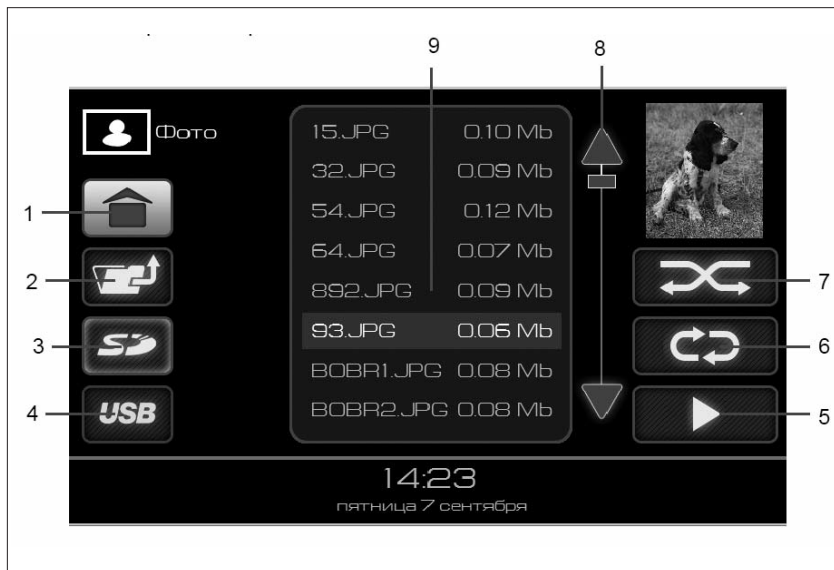 9
8
Фото
15.JPG 0.10 Mb
32.JPG 0.09 Mb
1
54.JPG 0.12 Mb
2
64.JPG 0.07 Mb
7
892.JPG 0.09 Mb
3
SD
93.JPG 0.06 Mb
6
BOBR1.JPG 0.08 Mb
4
USB
BOBR2.JPG 0.08 Mb
5
14:23
пятница 7 сентября